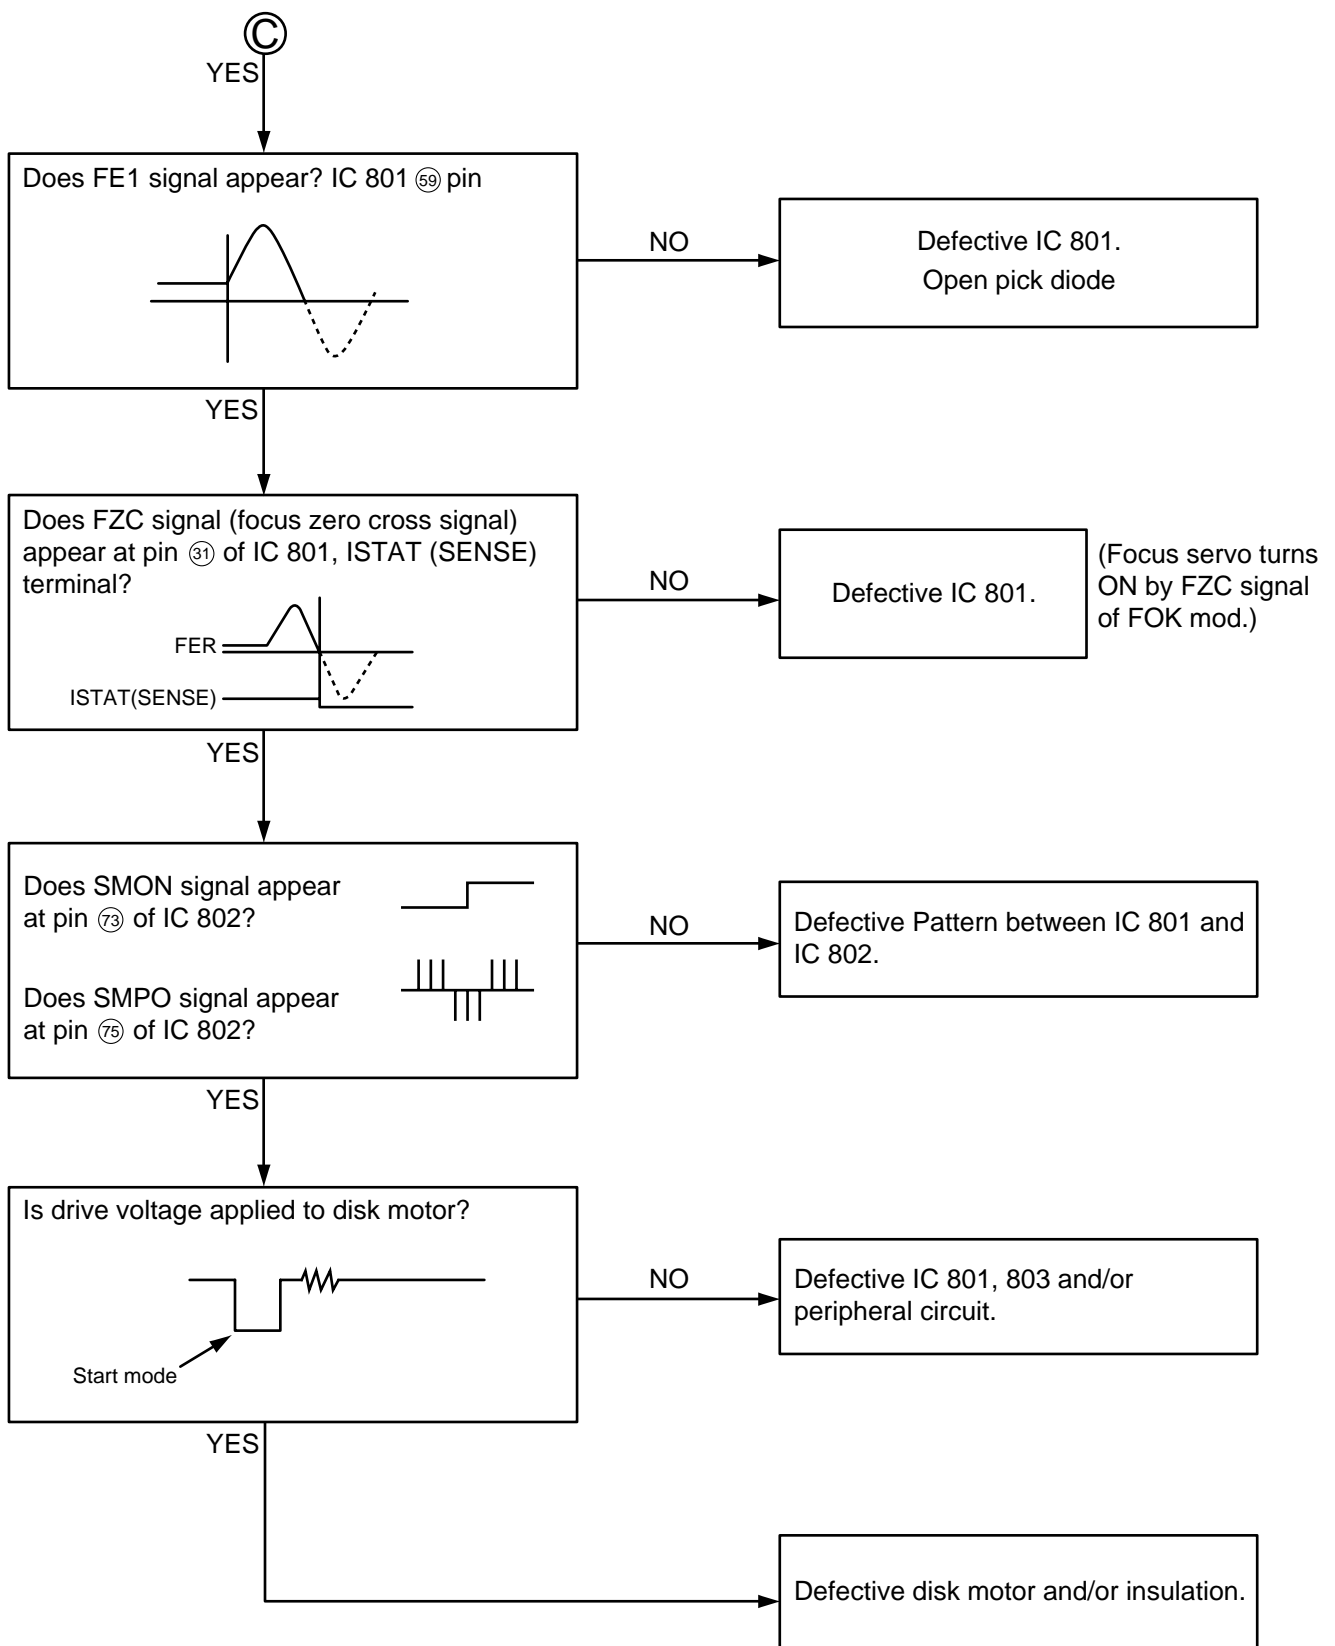 Ⓒ
YES
Does FE1 signal appear? IC 801 59 pin
NO
Defective IC 801.
Open pick diode
YES
Does FZC signal (focus zero cross signal)
appear at pin 31 of IC 801, ISTAT (SENSE)
terminal?
FER
ISTAT(SENSE)
NO
Defective IC 801.
(Focus servo turns
ON by FZC signal
of FOK mod.)
YES
Does SMON signal appear
at pin 73 of IC 802?
Does SMPO signal appear
at pin 75 of IC 802?
NO
Defective Pattern between IC 801 and
IC 802.
YES
Is drive voltage applied to disk motor?
Start mode
NO
Defective IC 801, 803 and/or
peripheral circuit.
YES
Defective disk motor and/or insulation.